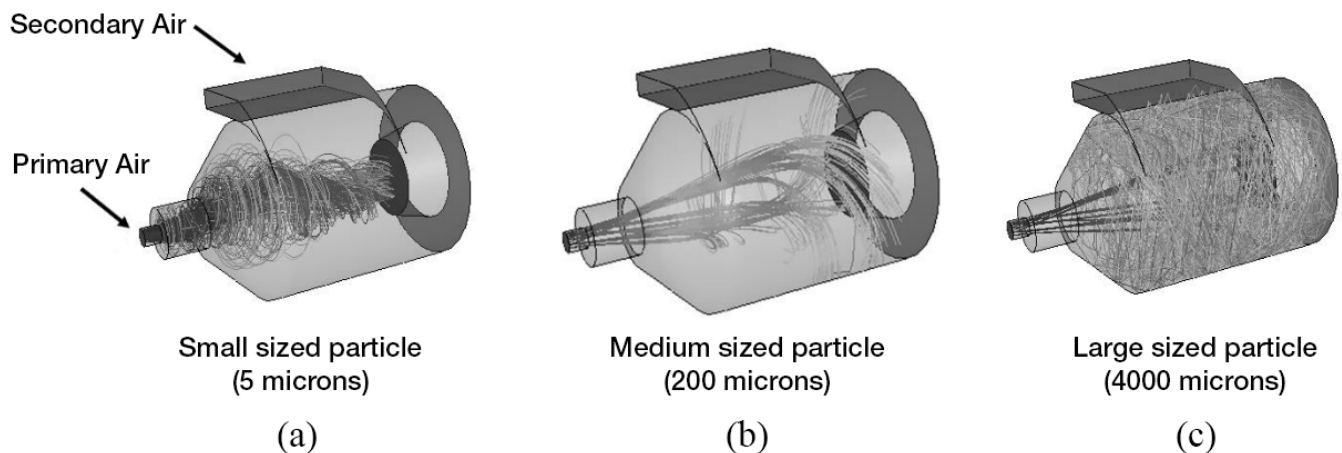 Secondary Air
Primary Air
Small sized particle
(5 microns)
(a)
Medium sized particle
(200 microns)
(b)
Large sized particle
(4000 microns)
(c)